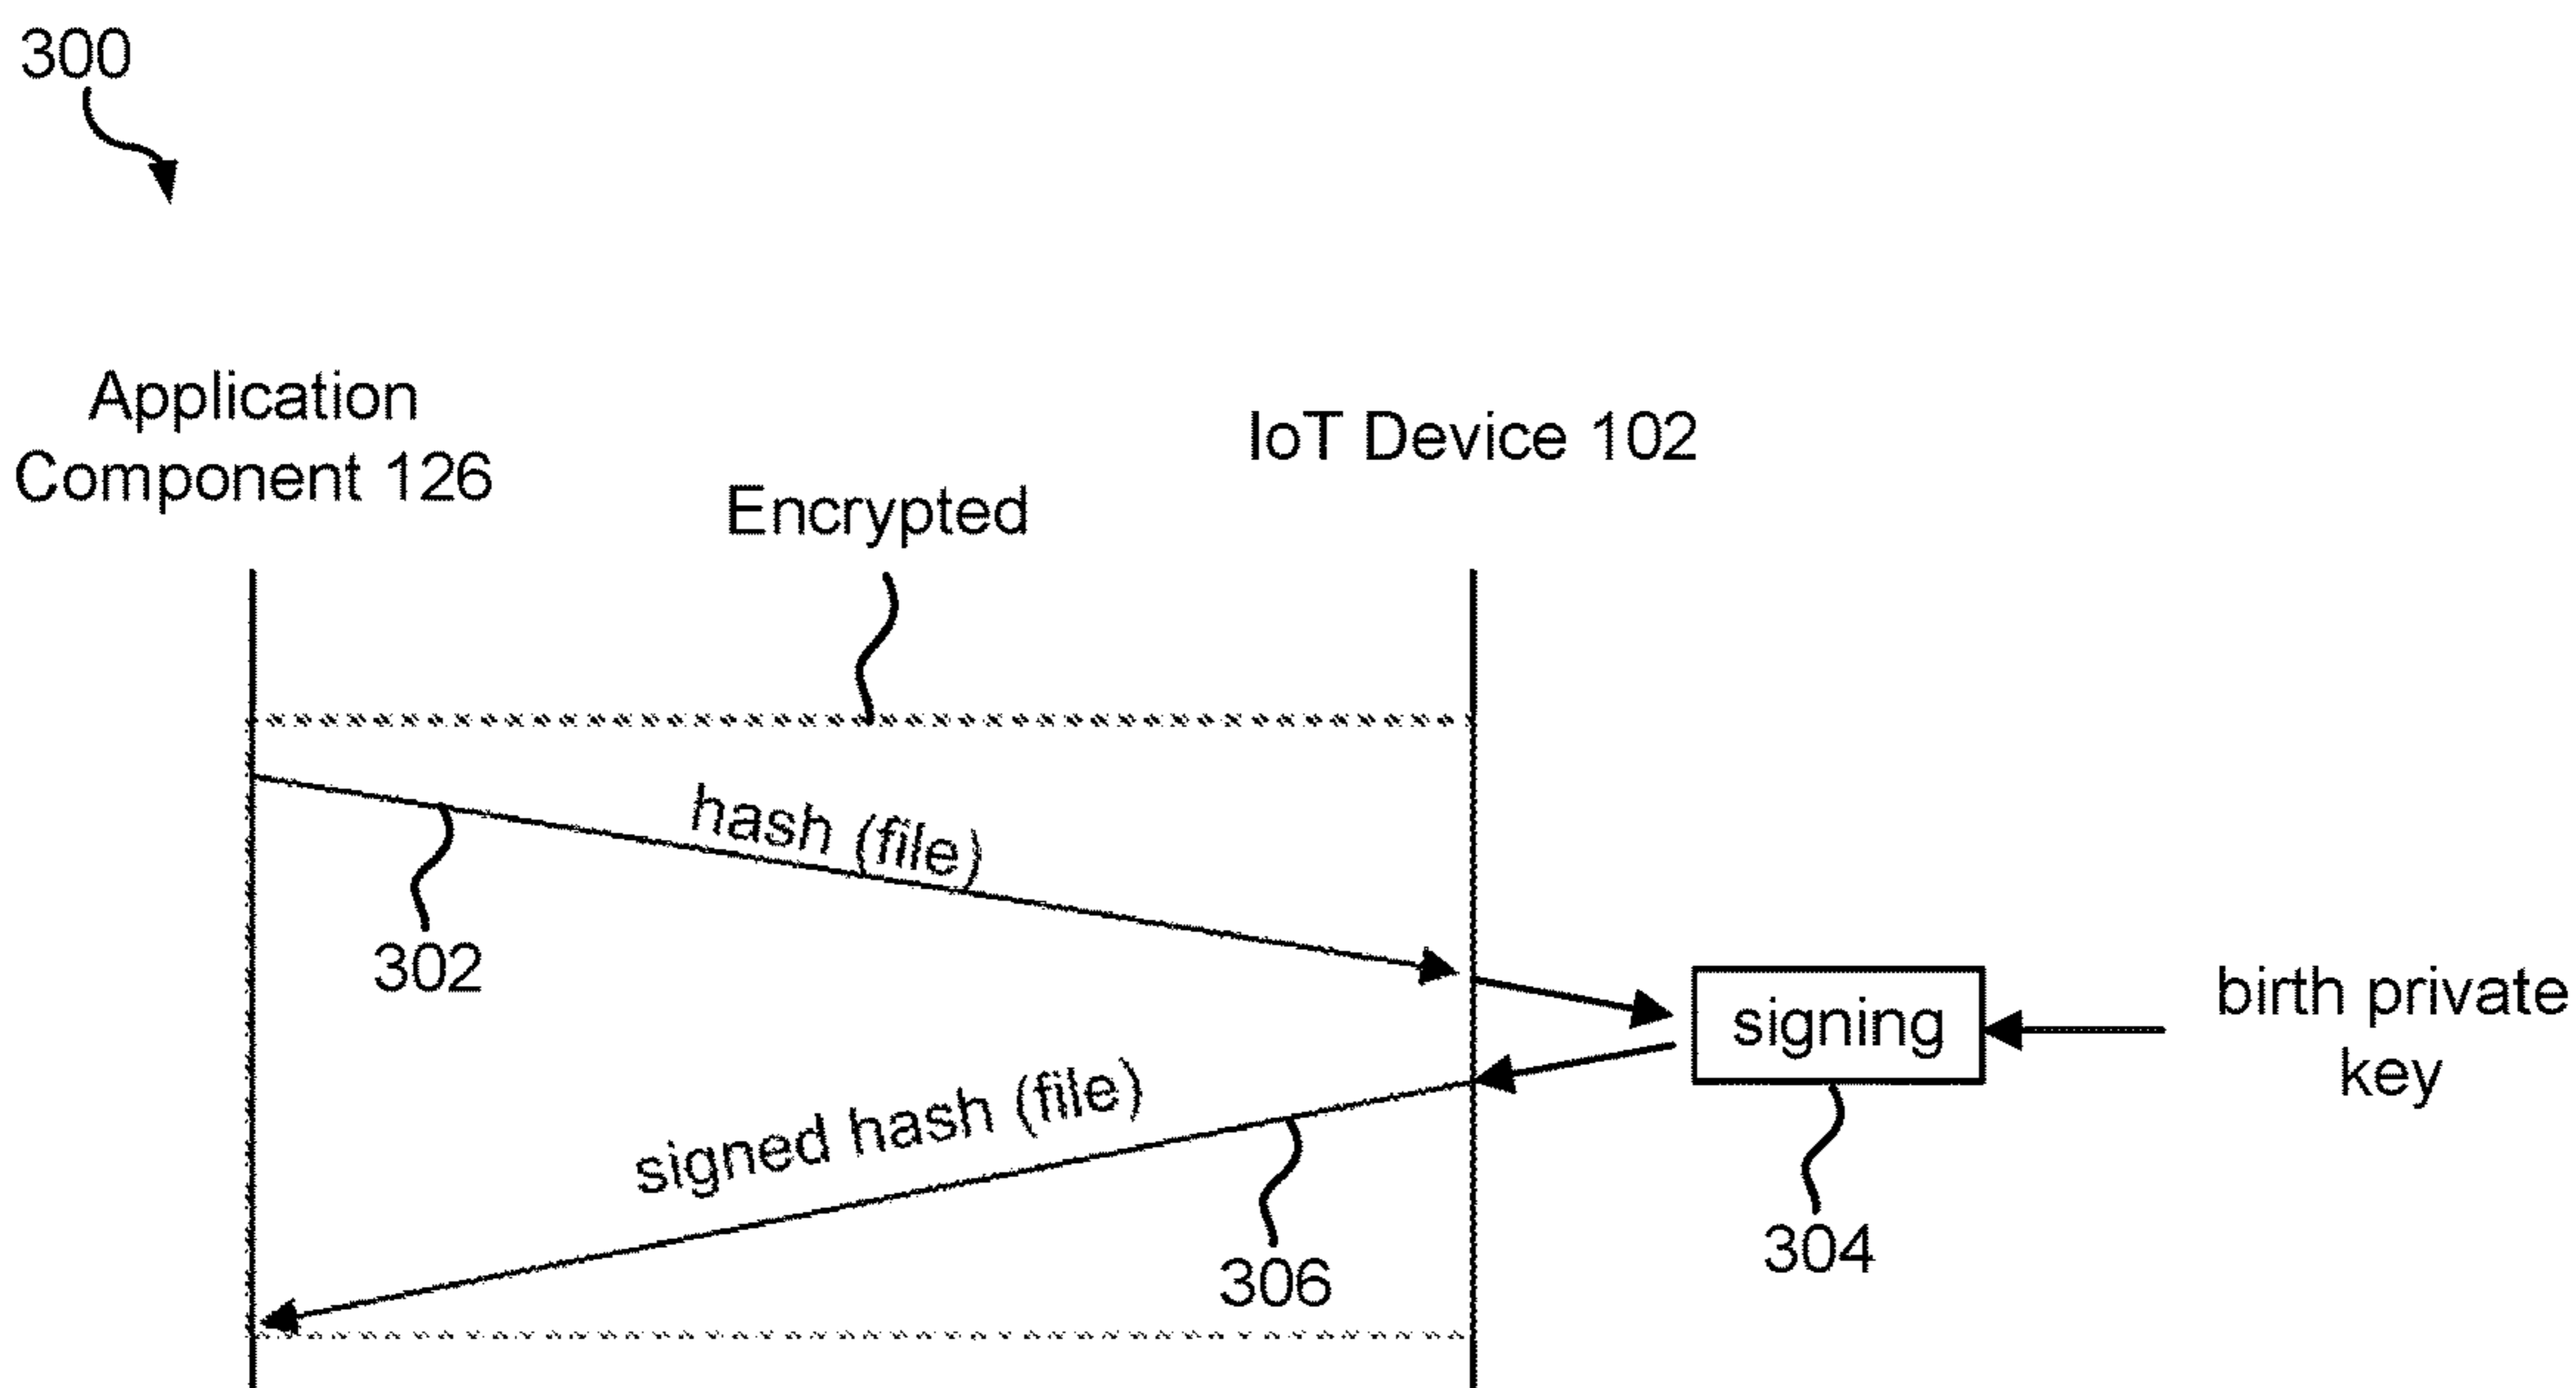 300
Application
Component 126
IoT Device 102
Encrypted
hash (file)
302
signing
birth private
key
signed hash (file)
304
306